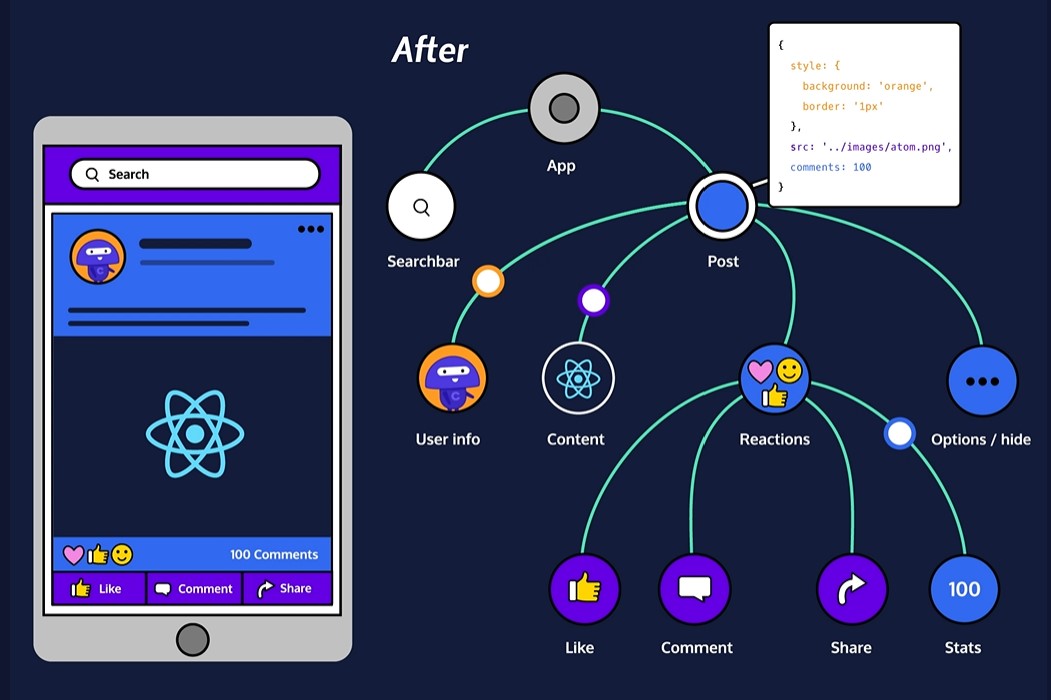 After
{
style: {
background: 'orange',
border: '1px'
},
src: '../images/atom.png',
comments: 100
}
App
Search
Searchbar
Post
User info
Content
Reactions
Options / hide
C
C
100 Comments
Like
Comment
Share
100
Like
Comment
Share
Stats